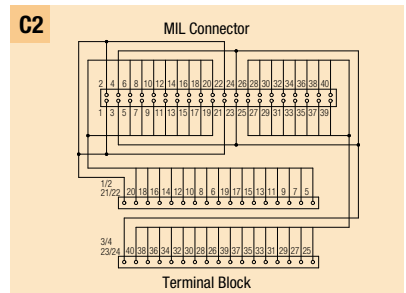 C2
MIL Connector
2 4 6 8 10 12 14 16 18 20 22 24 26 28 30 32 34 36 38 40
1 3 5 7 9 11 13 15 17 19 21 23 25 27 29 31 33 35 37 39
1/2
21/22 20 18 16 14 12 10 8 6 19 17 15 13 11 9 7 5
3/4
23/24 40 38 36 34 32 30 28 26 39 37 35 33 31 29 27 25
Terminal Block